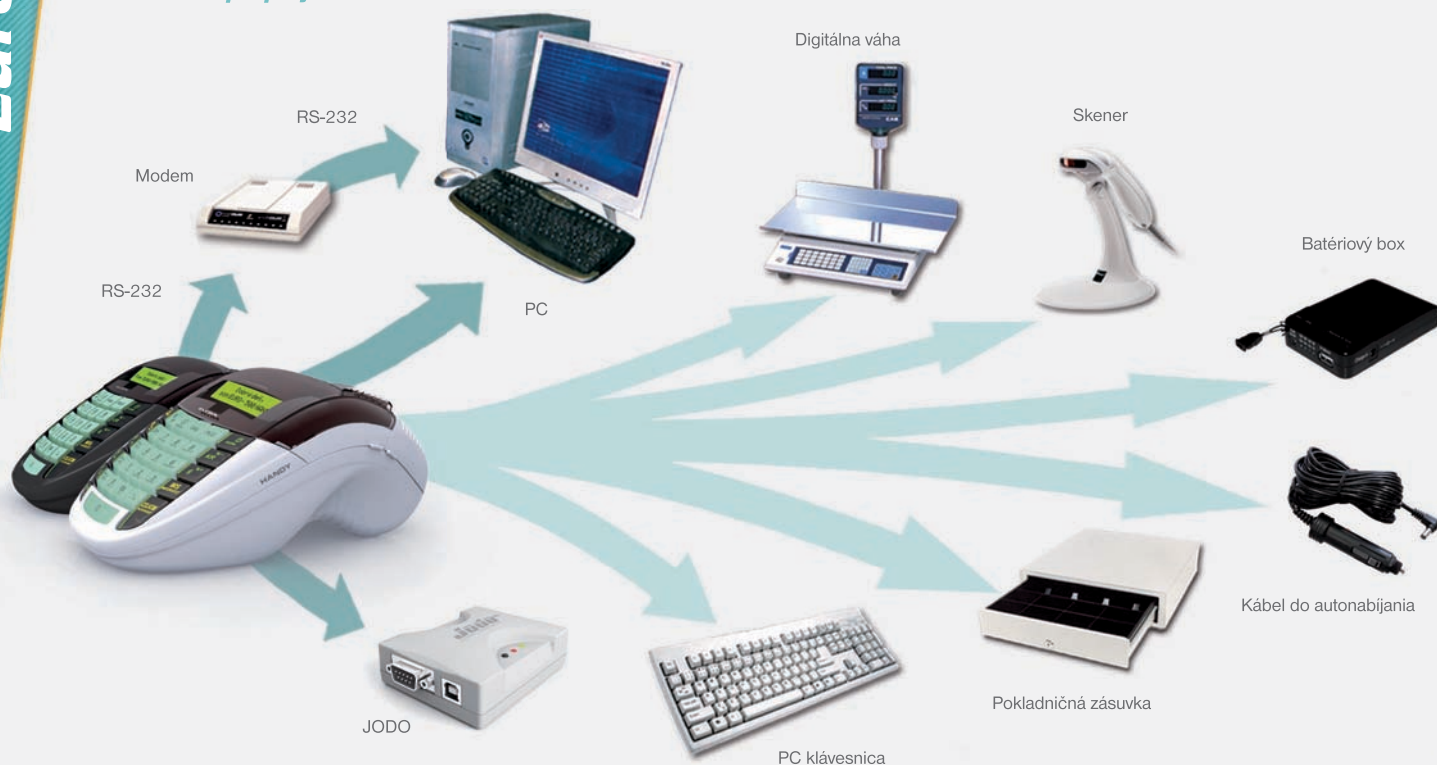 Digitálna váha
RS-232
Skener
Modem
Batériový box
RS-232
PC
HANDY
Kábel do autonabíjania
JODO
Pokladničná zásuvka
PC klávesnica